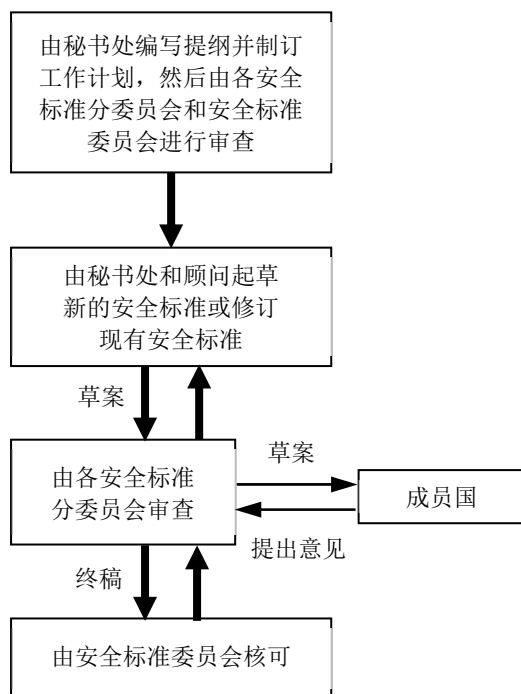 由秘书处编写提纲并制订
工作计划，然后由各安全
标准分委员会和安全标准
委员会进行审查
由秘书处和顾问起草
新的安全标准或修订
现有安全标准
草案
由各安全标准
分委员会审查
草案
成员国
提出意见
终稿
由安全标准委员会核可